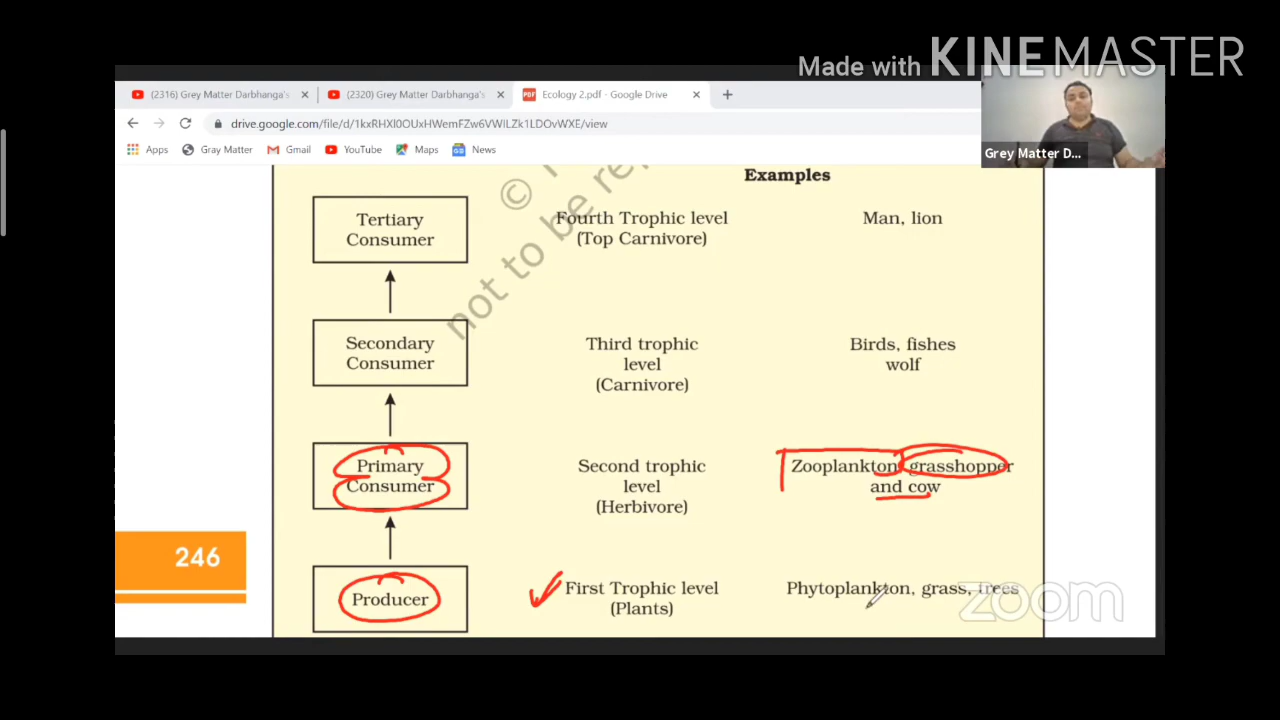 Made with KINEMASTER
(2316) Grey Matter Darbhanga's
(2320) Grey Matter Darbhanga's
Ecology 2.pdf - Google Drive
drive.google.com/file/d/1kxRHXI0OUxHWemFZw6VWILZk1LDOvWXE/view
Apps Gray Matter Gmail YouTube Maps News
Grey Matter D...
©
not to be
Examples
Tertiary
Consumer
Fourth Trophic level
(Top Carnivore)
Man, lion
Secondary
Consumer
Third trophic
level
(Carnivore)
Birds, fishes
wolf
Primary
Consumer
Second trophic
level
(Herbivore)
Zooplankton, grasshopper
and cow
246
Producer
First Trophic level
(Plants)
Phytoplankton, grass, trees
zoom